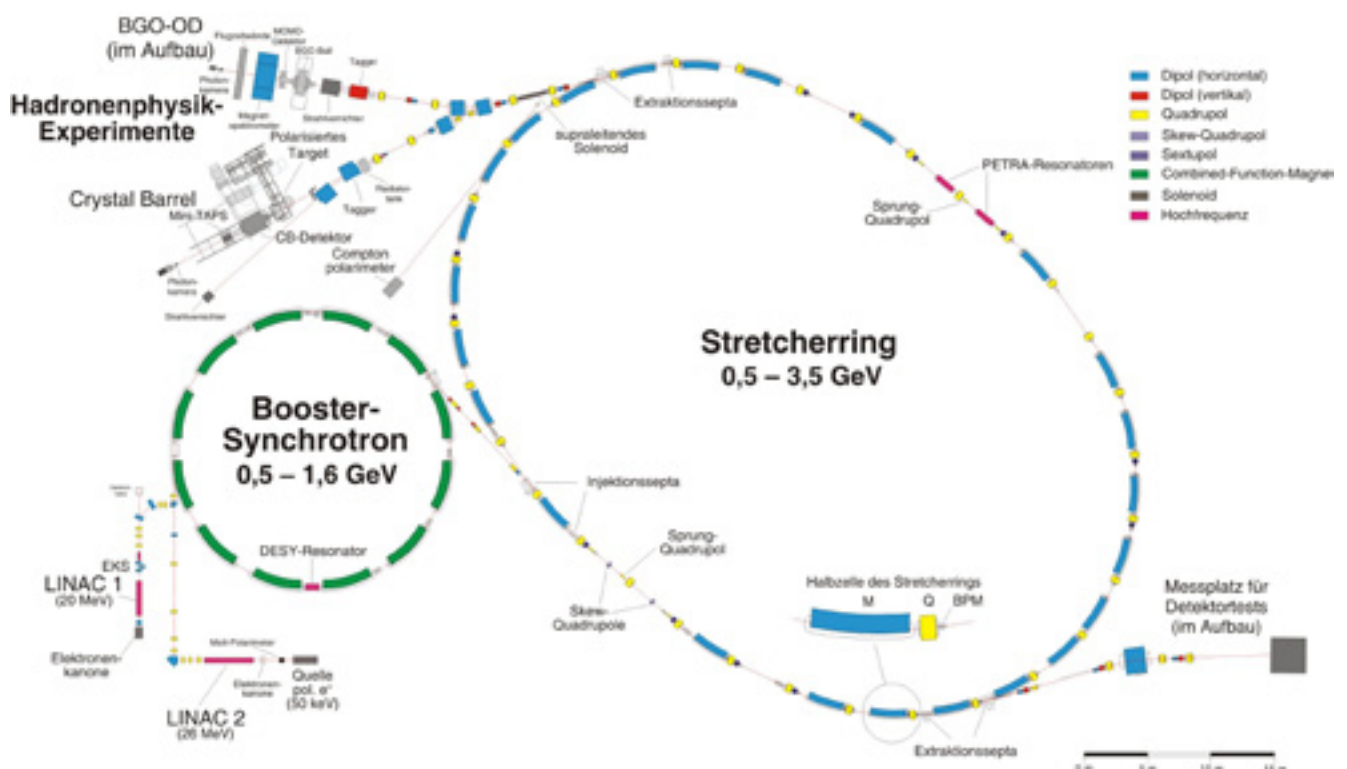 BGO-OD
(im Aufbau)
Tagger
Hadronenphysik-
Experimente
Polarisiertes
Target
Crystal Barrel
Mini-TAPS
Tagger
CB-Detektor
Compton
polarimeter
Extraktionssepta
supraleitendes
Solenoid
PETRA-Resonatoren
Sprung-
Quadrupol
Dipol (horizontal)
Dipol (vertikal)
Quadrupol
Skew-Quadrupol
Sextupol
Combined-Function-Magne
Solenoid
Hochfrequenz
Stretcherring
0,5 – 3,5 GeV
Booster-
Synchrotron
0,5 – 1,6 GeV
DESY-Resonator
Injektionssepta
Sprung-
Quadrupol
Skew-
Quadrupole
EKS
LINAC 1
(20 MeV)
Elektronen-
kanone
Mott-Polarimeter
Elektronen-
kanone
Quelle
pol. e⁻
(50 keV)
LINAC 2
(26 MeV)
Halbzelle des Stretcherrings
M Q BPM
Messplatz für
Detektortests
(im Aufbau)
Extraktionssepta